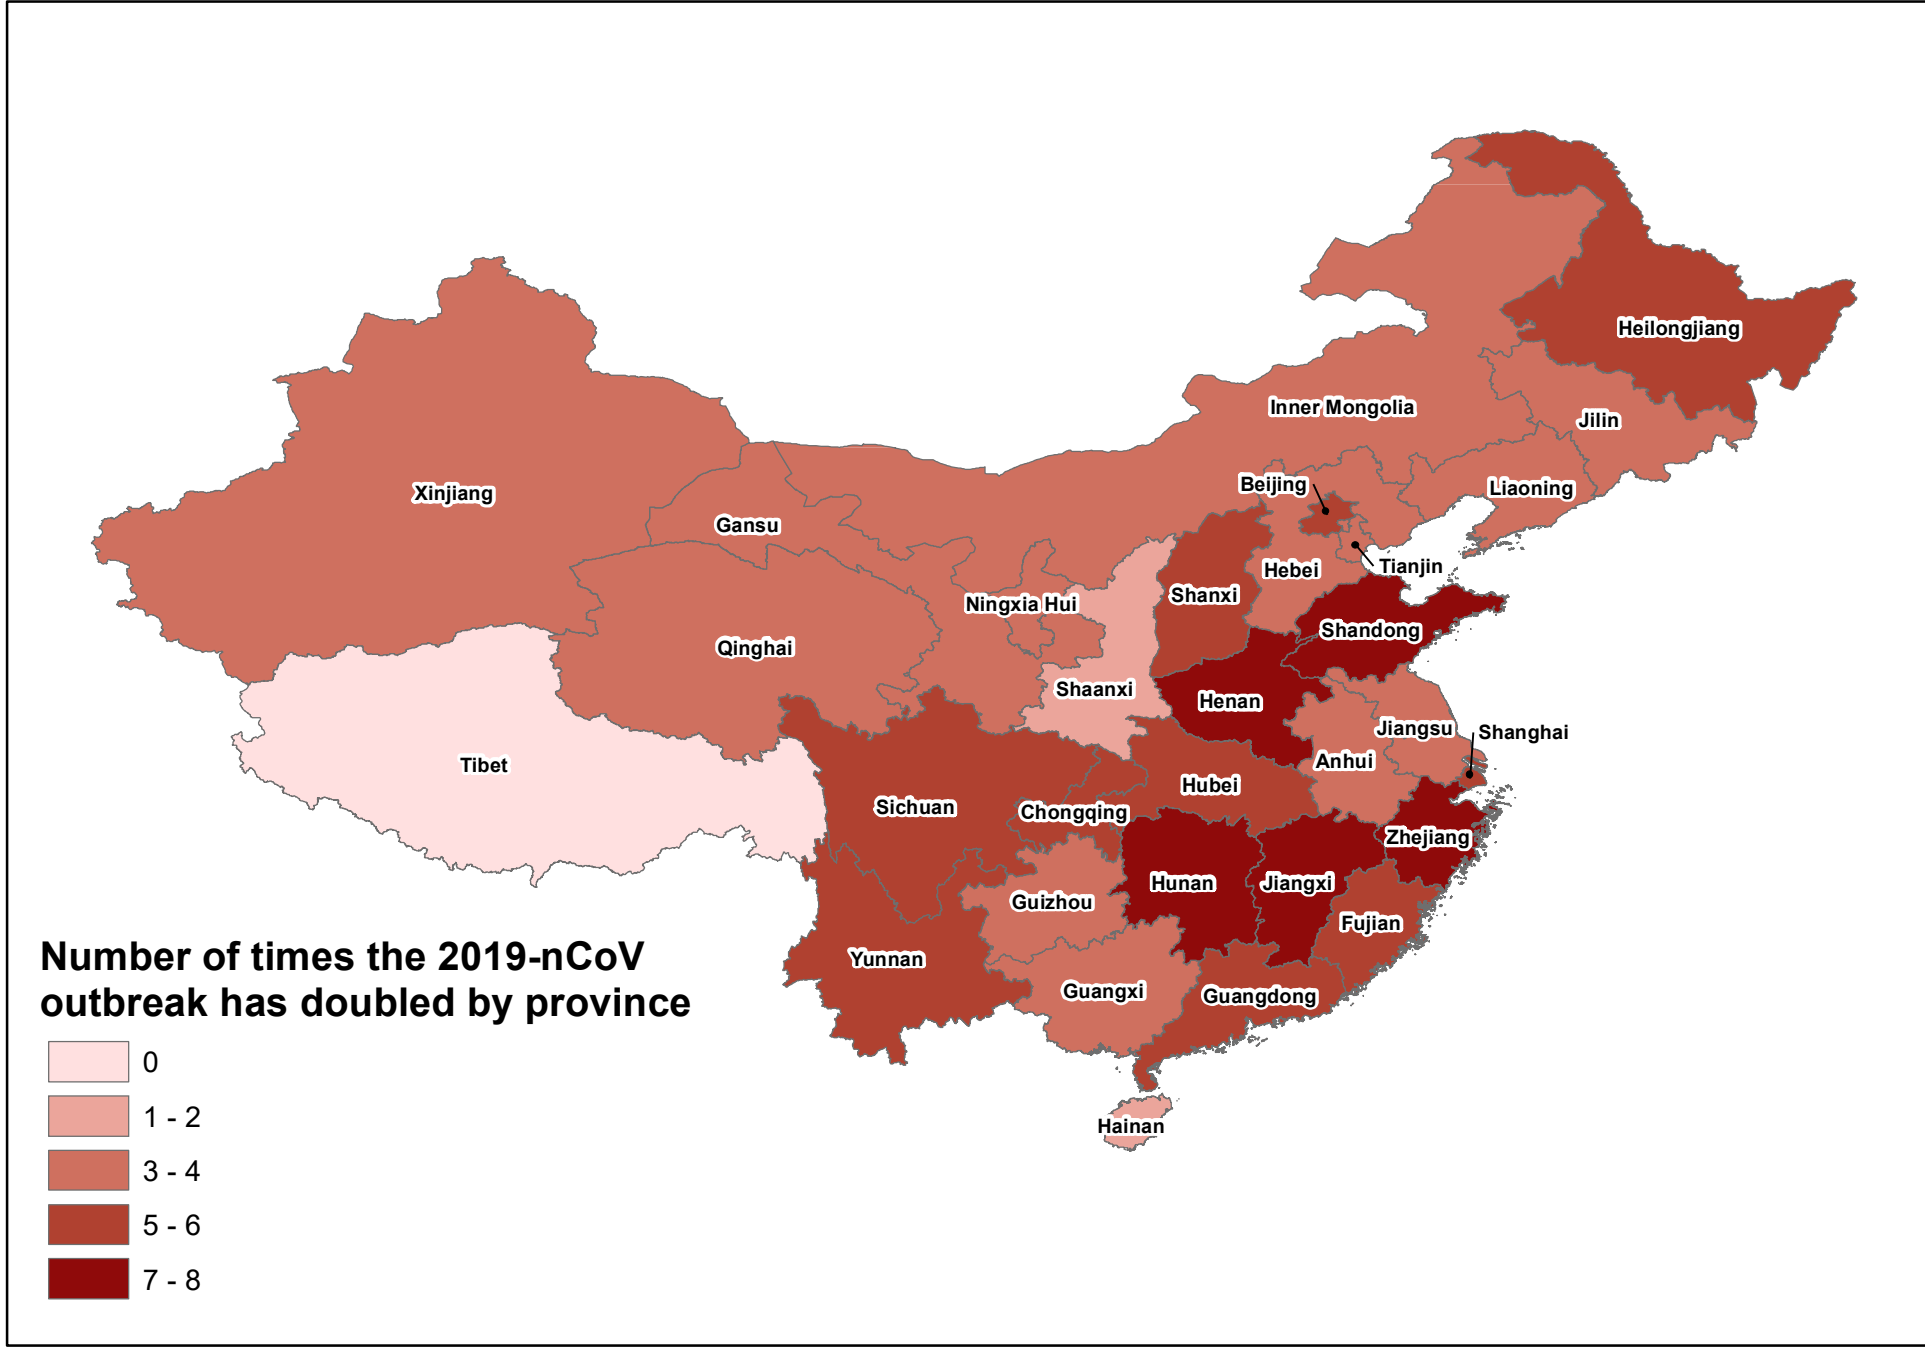 Heilongjiang
Inner Mongolia
Jilin
Beijing
Liaoning
Xinjiang
Gansu
Tianjin
Hebei
Shanxi
Ningxia Hui
Shandong
Qinghai
Shaanxi
Henan
Jiangsu
Shanghai
Anhui
Tibet
Hubei
Sichuan
Chongqing
Zhejiang
Hunan
Jiangxi
Guizhou
Fujian
Yunnan
Guangxi
Guangdong
Hainan
Number of times the 2019-nCoV
outbreak has doubled by province
0
1 - 2
3 - 4
5 - 6
7 - 8